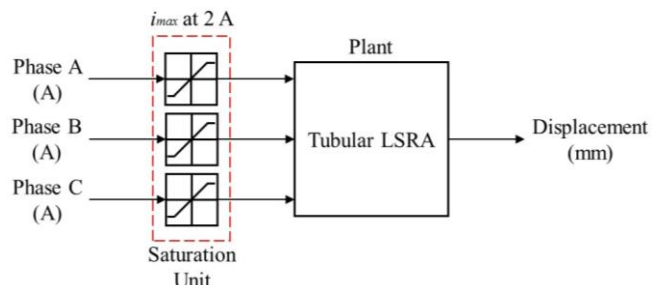 imax at 2 A
Plant
Phase A
(A)
Phase B
(A)
Phase C
(A)
Tubular LSRA
Displacement
(mm)
Saturation
Unit